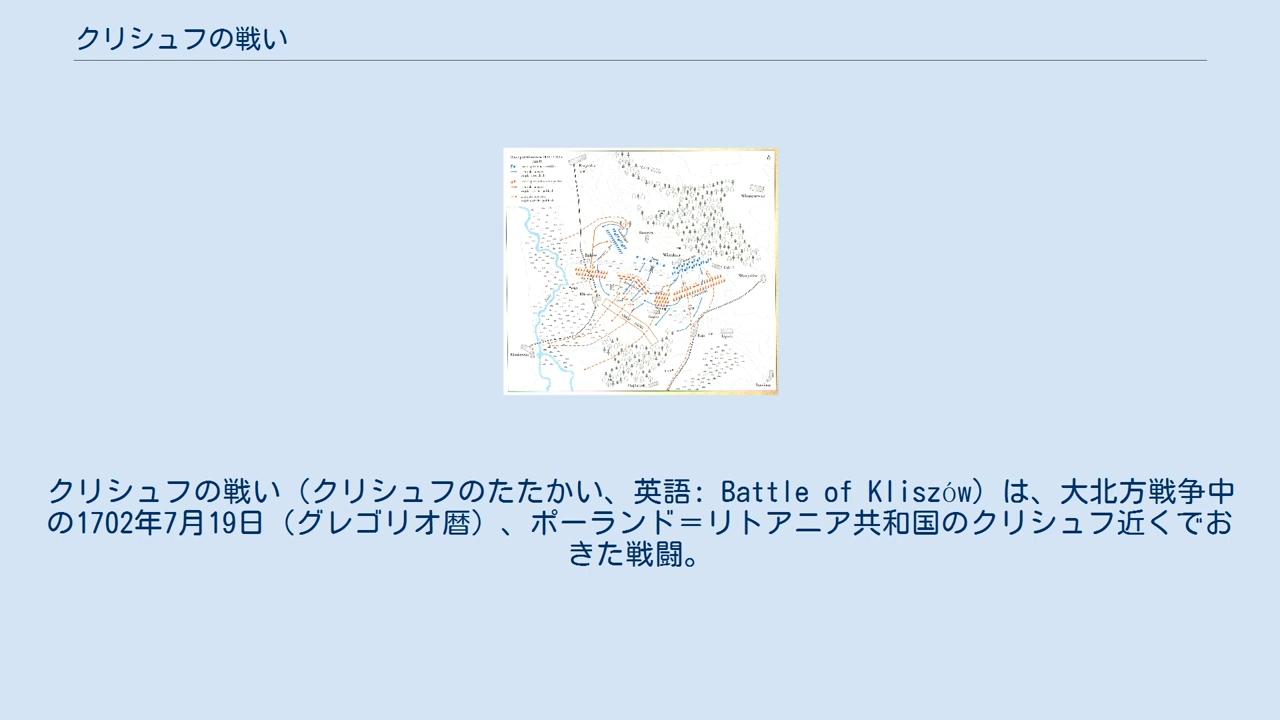 クリシュフの戦い
クリシュフの戦い（クリシュフのたたかい、英語: Battle of Kliszów）は、大北方戦争中
の1702年7月19日（グレゴリオ暦）、ポーランド＝リトアニア共和国のクリシュフ近くでお
きた戦闘。